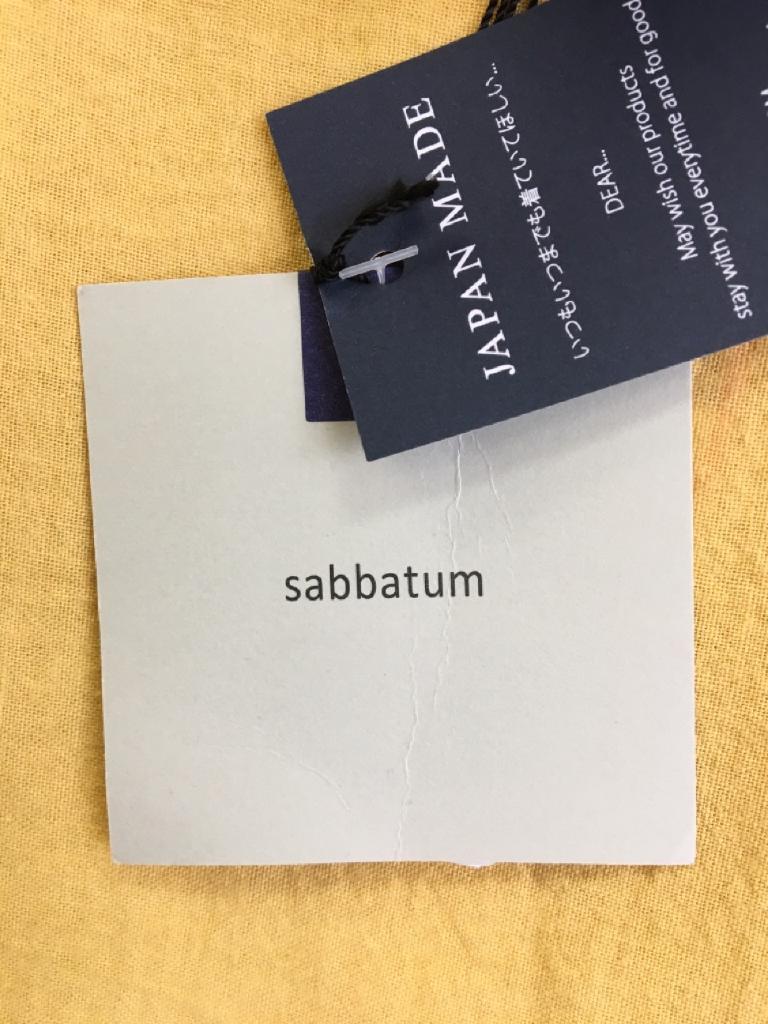 JAPAN MADE
いつもいつまでも着ていてほしい...
DEAR...
May wish our products
stay with you everytime and for good
sabbatum